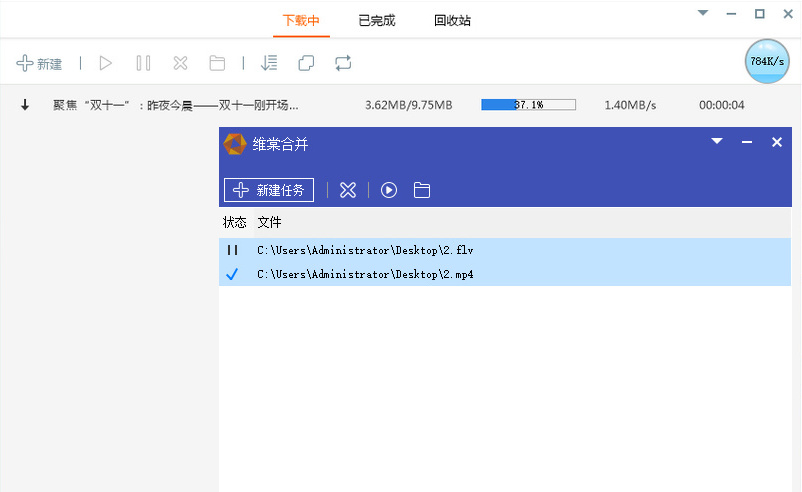 下载中 已完成 回收站
新建
784K/s
聚焦“双十一”：昨夜今晨——双十一刚开场... 3.62MB/9.75MB 37.1% 1.40MB/s 00:00:04
维棠合并
新建任务
状态 文件
C:\Users\Administrator\Desktop\2.flv
C:\Users\Administrator\Desktop\2.mp4